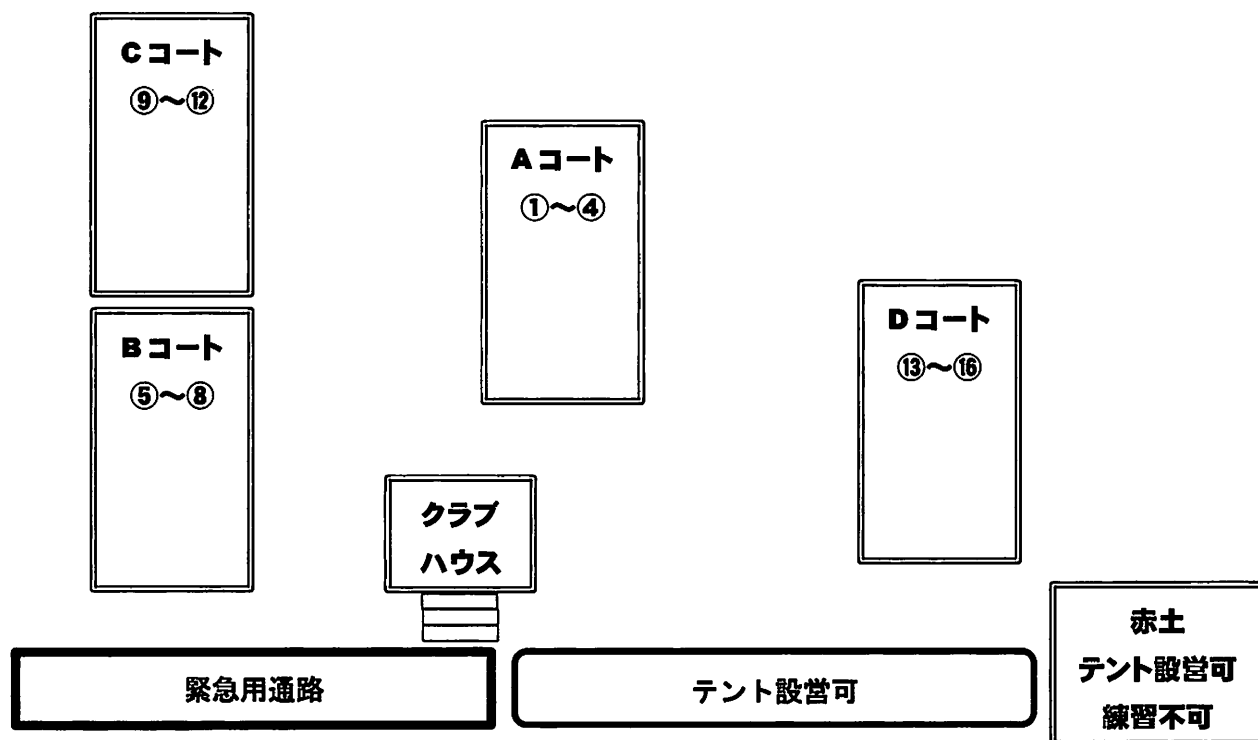 Cコート
⑨～⑫
Aコート
①～④
Dコート
⑬～⑯
Bコート
⑤～⑧
クラブ
ハウス
緊急用通路
テント設営可
赤土
テント設営可
練習不可